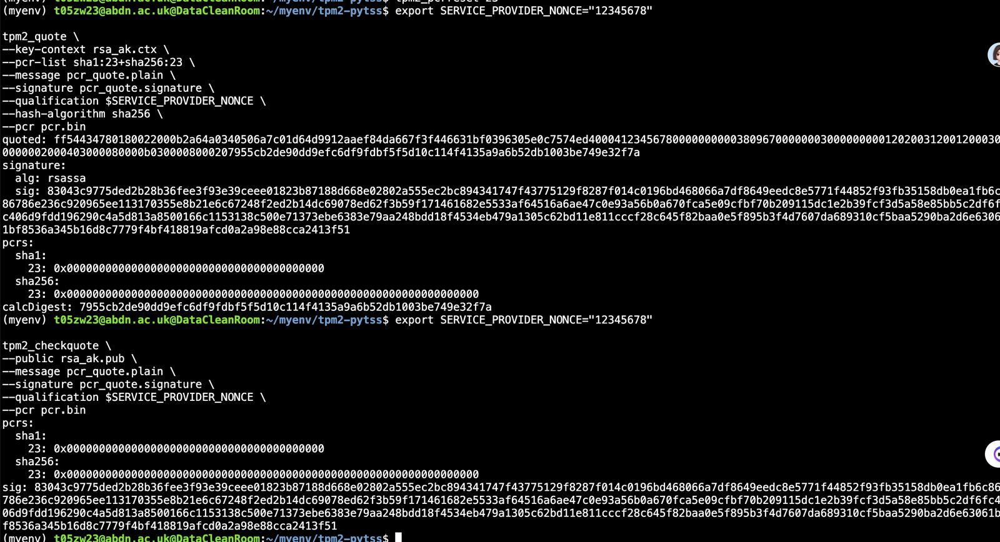 (myenv) t05zw23@abdn.ac.uk@DataCleanRoom:~/myenv/tpm2-pytss$ export SERVICE_PROVIDER_NONCE="12345678"
tpm2_quote \
--key-context rsa_ak.ctx \
--pcr-list sha1:23+sha256:23 \
--message pcr_quote.plain \
--signature pcr_quote.signature \
--qualification $SERVICE_PROVIDER_NONCE \
--hash-algorithm sha256 \
--pcr pcr.bin
quoted: ff54434780180022000b2a64a0340506a7c01d64d9912aaef84da667f3f446631bf0396305e0c7574ed400041234567800000000003809670000000300000000012020031200120003​0
00000002000403000080000b0300008000207955cb2de90dd9efc6df9fdbf5f5d10c114f4135a9a6b52db1003be749e32f7a
signature:
alg: rsassa
sig: 83043c9775ded2b28b36fee3f93e39ceee01823b87188d668e02802a555ec2bc894341747f43775129f8287f014c0196bd468066a7df8649eedc8e5771f44852f93fb35158db0ea1fb6c
86786e236c920965ee113170355e8b21e6c67248f2ed2b14dc69078ed62f3b59f171461682e5533af64516a6ae47c0e93a56b0a670fca5e09cfbf70b209115dc1e2b39fcf3d5a58e85bb5c2df6f
c406d9fdd196290c4a5d813a8500166c1153138c500e71373ebe6383e79aa248bdd18f4534eb479a1305c62bd11e811cccf28c645f82baa0e5f895b3f4d7607da689310cf5baa5290ba2d6e6306
1bf8536a345b16d8c7779f4bf418819afcd0a2a98e88cca2413f51
pcrs:
sha1:
23: 0x0000000000000000000000000000000000000000
sha256:
23: 0x0000000000000000000000000000000000000000000000000000000000000000
calcDigest: 7955cb2de90dd9efc6df9fdbf5f5d10c114f4135a9a6b52db1003be749e32f7a
(myenv) t05zw23@abdn.ac.uk@DataCleanRoom:~/myenv/tpm2-pytss$ export SERVICE_PROVIDER_NONCE="12345678"
tpm2_checkquote \
--public rsa_ak.pub \
--message pcr_quote.plain \
--signature pcr_quote.signature \
--qualification $SERVICE_PROVIDER_NONCE \
--pcr pcr.bin
pcrs:
sha1:
23: 0x0000000000000000000000000000000000000000
sha256:
23: 0x0000000000000000000000000000000000000000000000000000000000000000
sig: 83043c9775ded2b28b36fee3f93e39ceee01823b87188d668e02802a555ec2bc894341747f43775129f8287f014c0196bd468066a7df8649eedc8e5771f44852f93fb35158db0ea1fb6c86
786e236c920965ee113170355e8b21e6c67248f2ed2b14dc69078ed62f3b59f171461682e5533af64516a6ae47c0e93a56b0a670fca5e09cfbf70b209115dc1e2b39fcf3d5a58e85bb5c2df6fc4
06d9fdd196290c4a5d813a8500166c1153138c500e71373ebe6383e79aa248bdd18f4534eb479a1305c62bd11e811cccf28c645f82baa0e5f895b3f4d7607da689310cf5baa5290ba2d6e63061b
f8536a345b16d8c7779f4bf418819afcd0a2a98e88cca2413f51
(myenv) t05zw23@abdn.ac.uk@DataCleanRoom:~/myenv/tpm2-pytss$